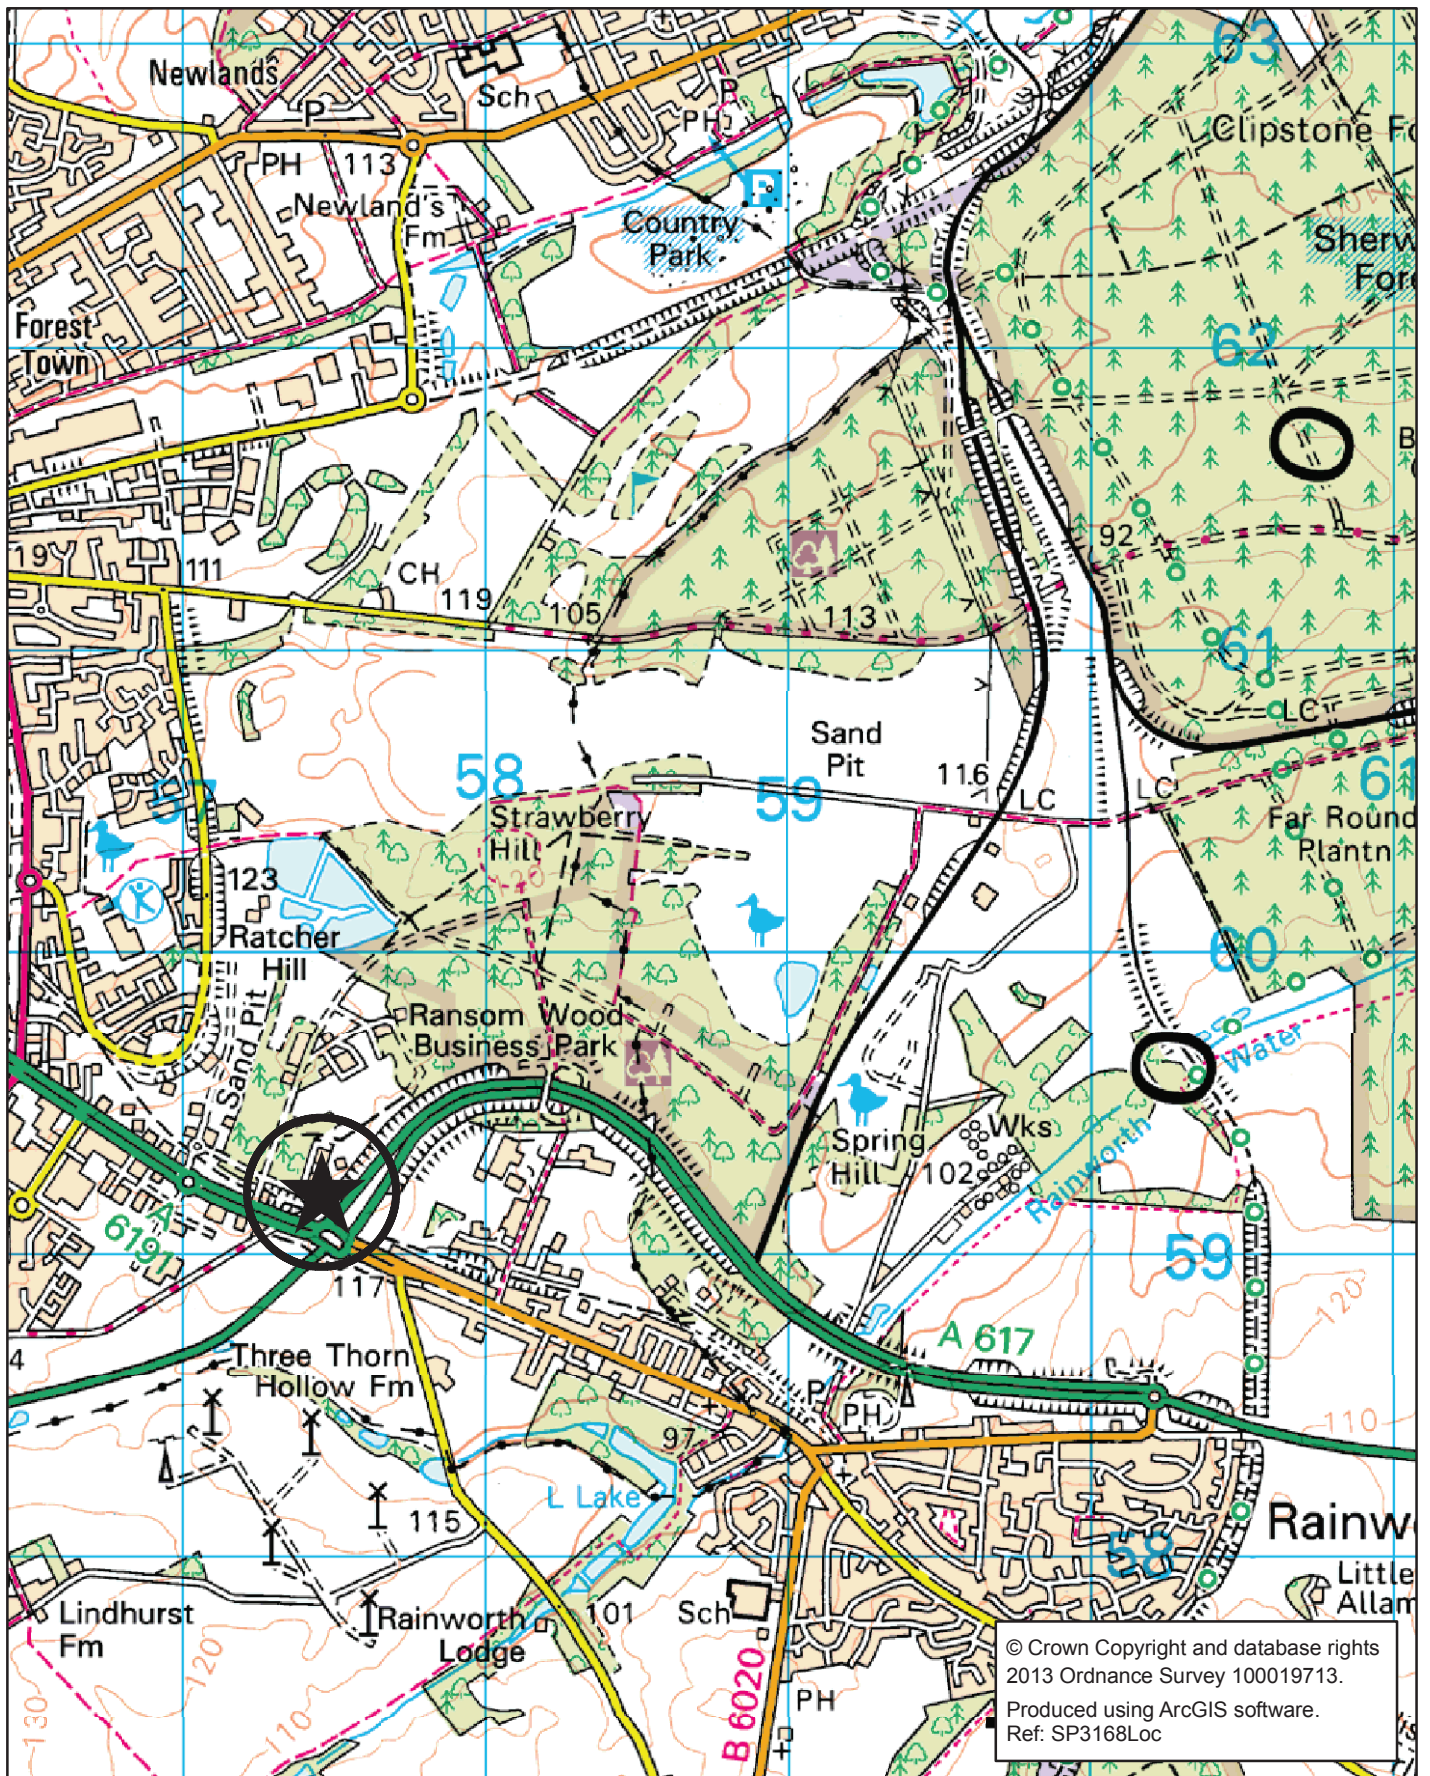 63
Newlands
Sch
P
P
PH
Clipstone Fo
PH
113
Newland's
Fm
P
Country
Park
Sherw
Fore
Forest
Town
62
B
19
111
CH
119
105
113
92
61
LC
Sand
Pit
58
57
59
116
LC
LC
61
Strawberry
Hill
120
Far Round
Plantn
123
Ratcher
Hill
60
Sand Pit
Ransom Wood
Business Park
Water
Spring
Hill
Wks
102
Rainworth
A
6191
59
117
120
4
Three Thorn
Hollow Fm
A 617
P
PH
110
97
L Lake
115
Rainwo
58
Little
Allam
Lindhurst
Fm
Rainworth
Lodge
101
Sch
120
130
110
B 6020
PH
© Crown Copyright and database rights
2013 Ordnance Survey 100019713.
Produced using ArcGIS software.
Ref: SP3168Loc